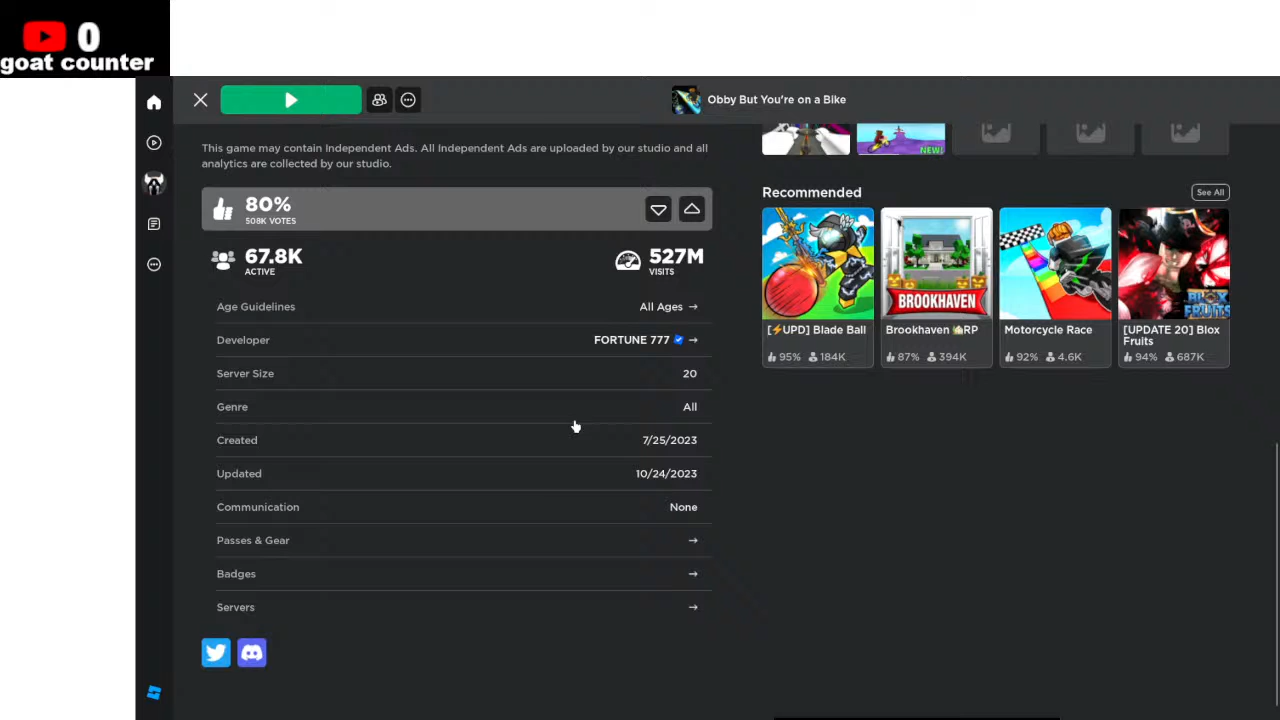 0
goat counter
Obby But You're on a Bike
This game may contain Independent Ads. All Independent Ads are uploaded by our studio and all
analytics are collected by our studio.
80%
508K VOTES
67.8K
ACTIVE
527M
VISITS
Age Guidelines
All Ages →
Developer
FORTUNE 777 →
Server Size
20
Genre
All
Created
7/25/2023
Updated
10/24/2023
Communication
None
Passes & Gear →
Badges →
Servers →
NEW!
Recommended
See All
BROOKHAVEN
BLOX
FRUITS
[⚡UPD] Blade Ball
95% 184K
Brookhaven 🏡RP
87% 394K
Motorcycle Race
92% 4.6K
[UPDATE 20] Blox
Fruits
94% 687K